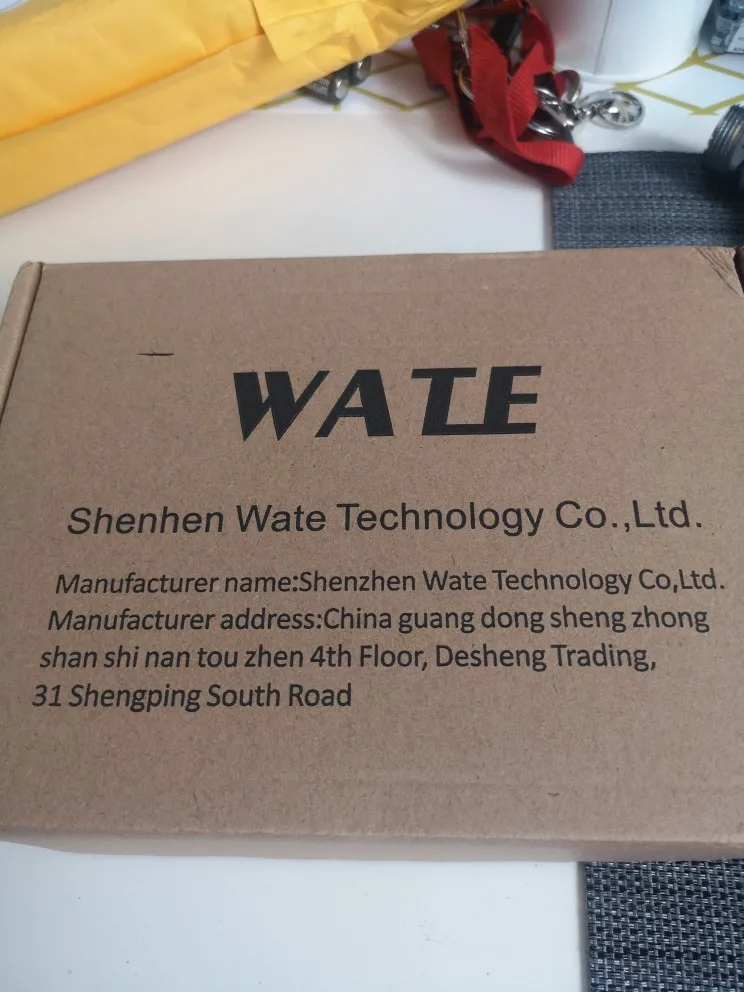 WATE
Shenhen Wate Technology Co.,Ltd.
Manufacturer name:Shenzhen Wate Technology Co,Ltd.
Manufacturer address:China guang dong sheng zhong
shan shi nan tou zhen 4th Floor, Desheng Trading,
31 Shengping South Road